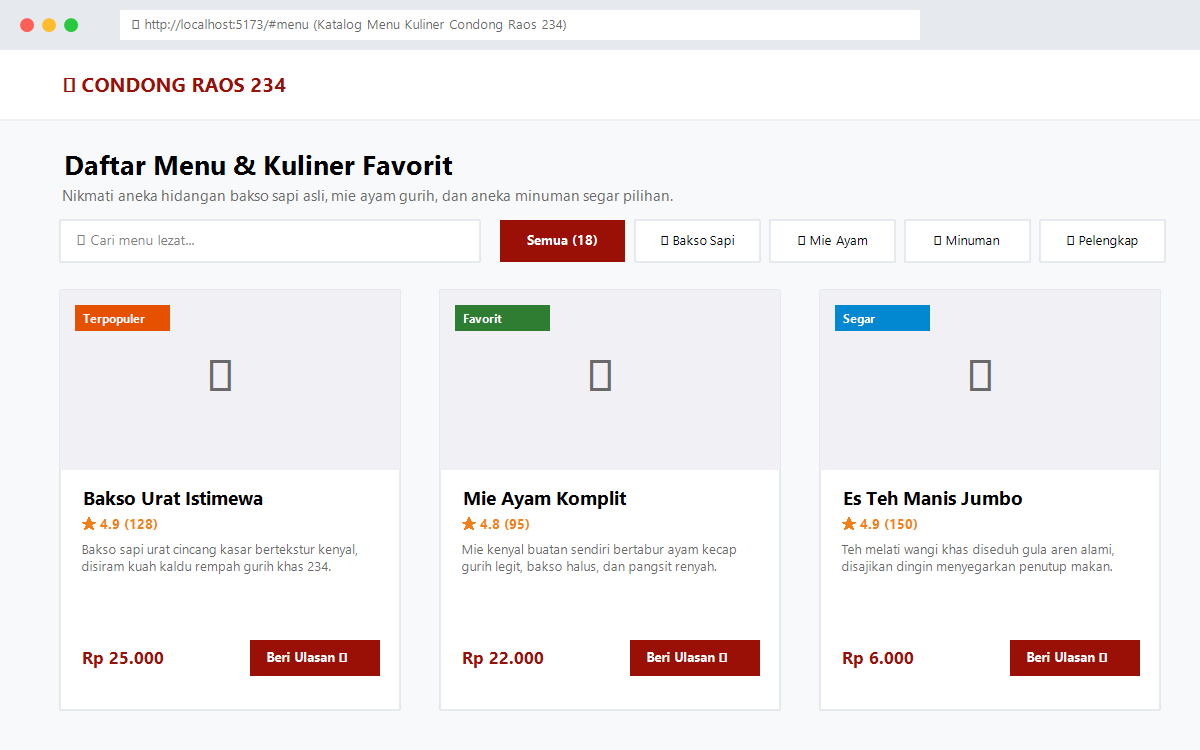 http://localhost:5173/#menu (Katalog Menu Kuliner Condong Raos 234)
CONDONG RAOS 234
Daftar Menu & Kuliner Favorit
Nikmati aneka hidangan bakso sapi asli, mie ayam gurih, dan aneka minuman segar pilihan.
Cari menu lezat...
Semua (18)
Bakso Sapi
Mie Ayam
Minuman
Pelengkap
Terpopuler
Bakso Urat Istimewa
★ 4.9 (128)
Bakso sapi urat cincang kasar bertekstur kenyal,
disiram kuah kaldu rempah gurih khas 234.
Rp 25.000
Beri Ulasan
Favorit
Mie Ayam Komplit
★ 4.8 (95)
Mie kenyal buatan sendiri bertabur ayam kecap
gurih legit, bakso halus, dan pangsit renyah.
Rp 22.000
Beri Ulasan
Segar
Es Teh Manis Jumbo
★ 4.9 (150)
Teh melati wangi khas diseduh gula aren alami,
disajikan dingin menyegarkan penutup makan.
Rp 6.000
Beri Ulasan